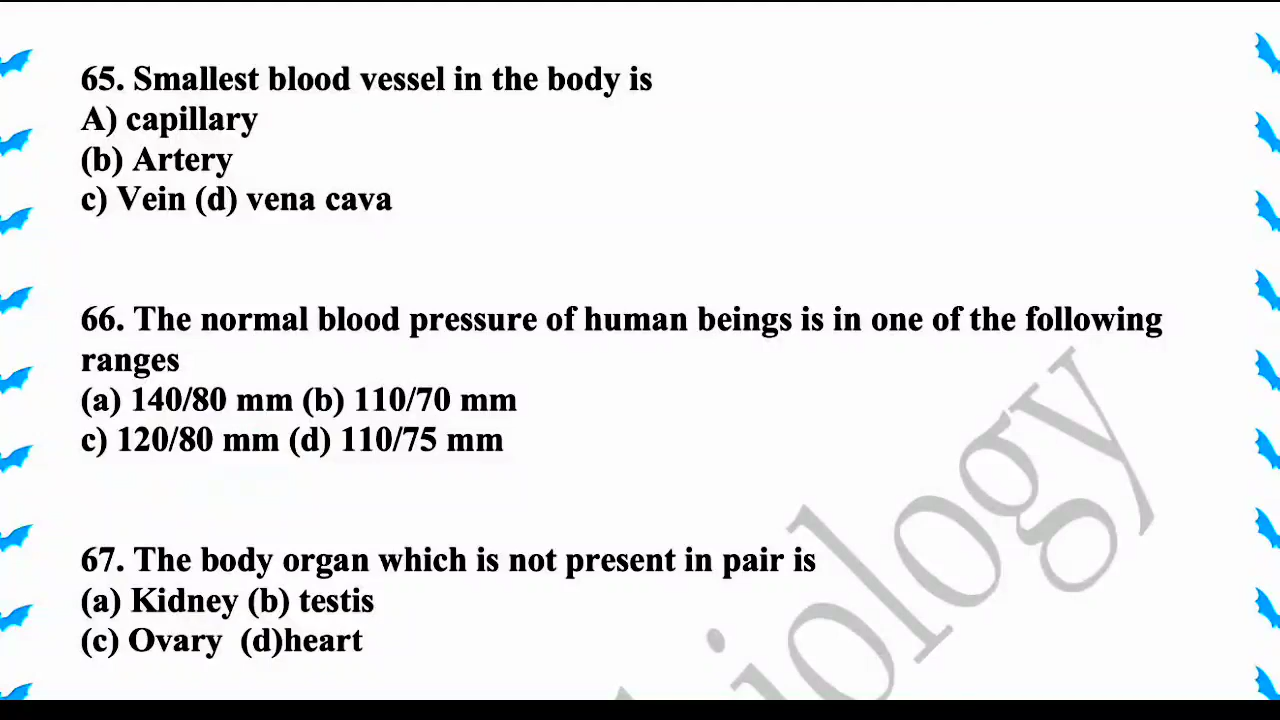 65. Smallest blood vessel in the body is
A) capillary
(b) Artery
c) Vein (d) vena cava
66. The normal blood pressure of human beings is in one of the following
ranges
(a) 140/80 mm (b) 110/70 mm
c) 120/80 mm (d) 110/75 mm
67. The body organ which is not present in pair is
(a) Kidney (b) testis
(c) Ovary (d)heart
iology